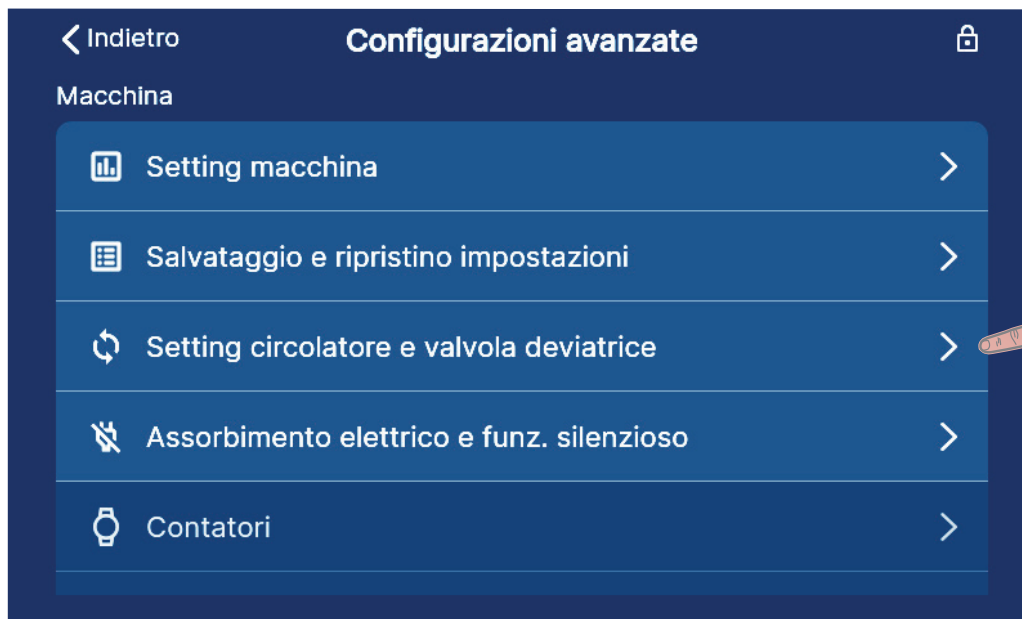 Indietro
Configurazioni avanzate
Macchina
Setting macchina
Salvataggio e ripristino impostazioni
Setting circolatore e valvola deviatrice
Assorbimento elettrico e funz. silenzioso
Contatori